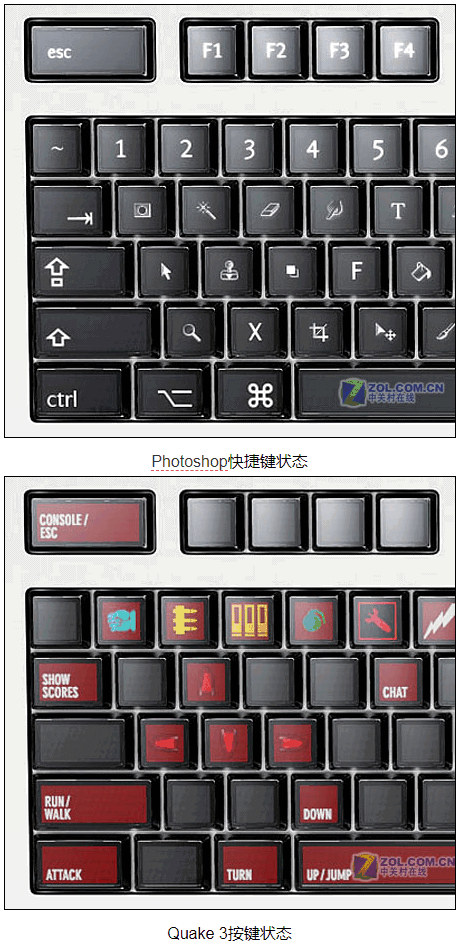 esc F1 F2 F3 F4
~ 1 2 3 4 5 6
T
F
X
ctrl
ZOL.COM.CN
中关村在线
Photoshop快捷键状态
CONSOLE /
ESC
SHOW
SCORES
CHAT
RUN /
WALK
DOWN
ATTACK
TURN
UP / JUMP
ZOL.COM.CN
中关村在线
Quake 3按键状态